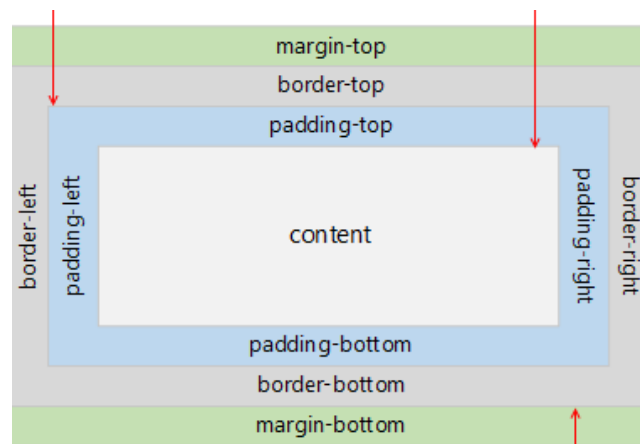 margin-top
border-top
padding-top
border-left
padding-left
content
padding-right
border-right
padding-bottom
border-bottom
margin-bottom